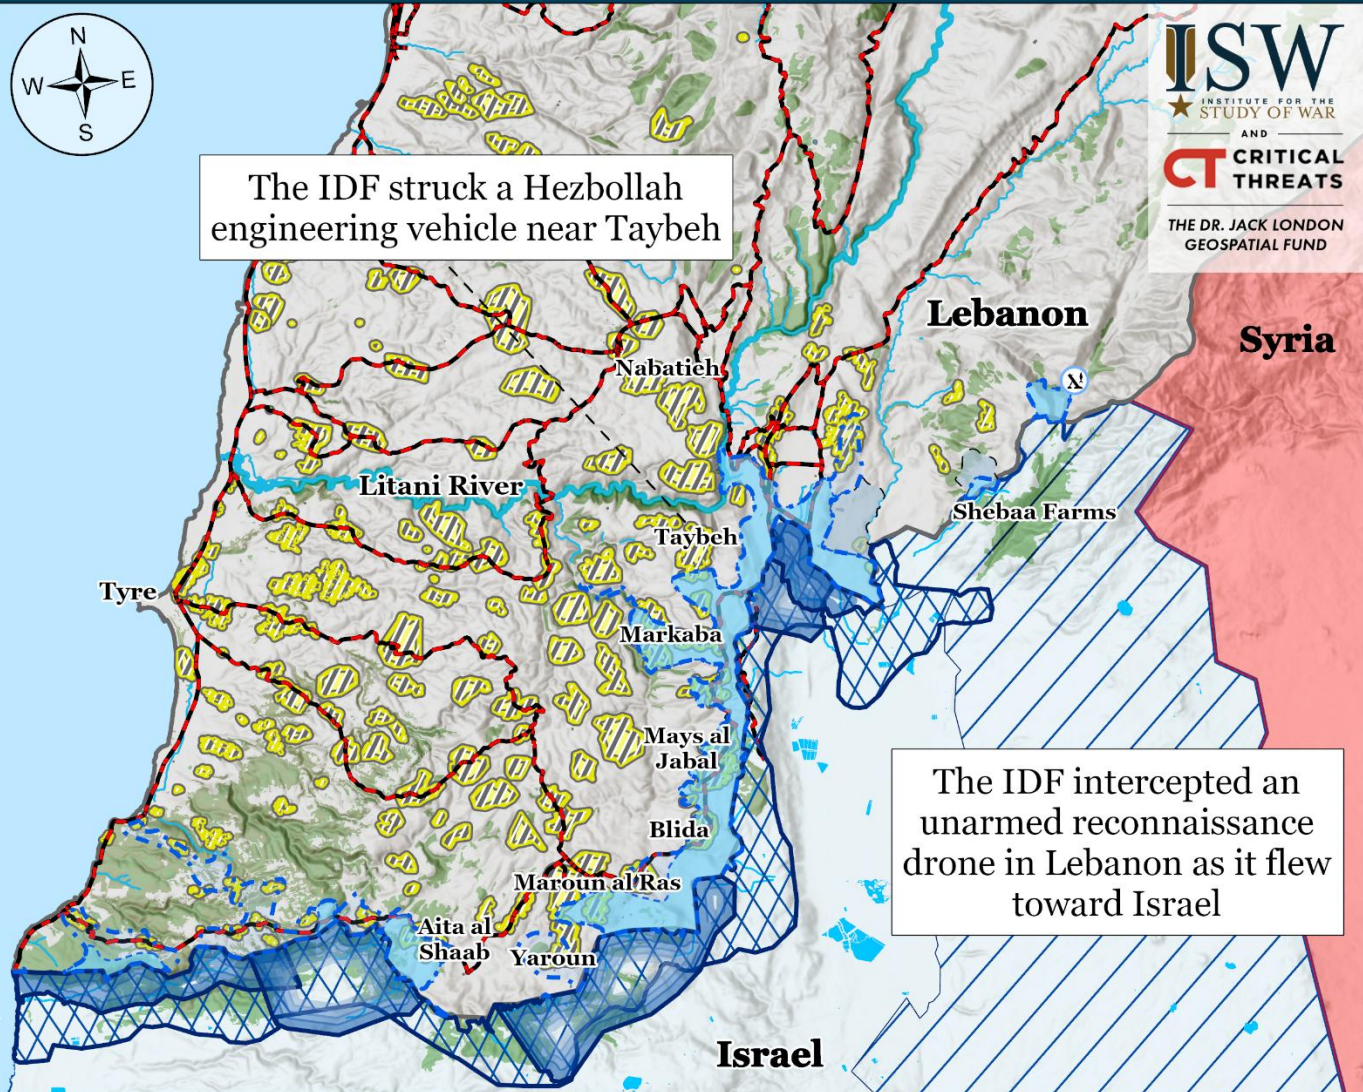 N
W
E
S
ISW
INSTITUTE FOR THE
STUDY OF WAR
AND
CT CRITICAL
THREATS
THE DR. JACK LONDON
GEOSPATIAL FUND
The IDF struck a Hezbollah
engineering vehicle near Taybeh
Lebanon
Syria
Nabatieh
X
Litani River
Shebaa Farms
Taybeh
Tyre
Markaba
Mays al
Jabal
Blida
The IDF intercepted an
unarmed reconnaissance
drone in Lebanon as it flew
toward Israel
Maroun al Ras
Aita al
Shaab
Yaroun
Israel